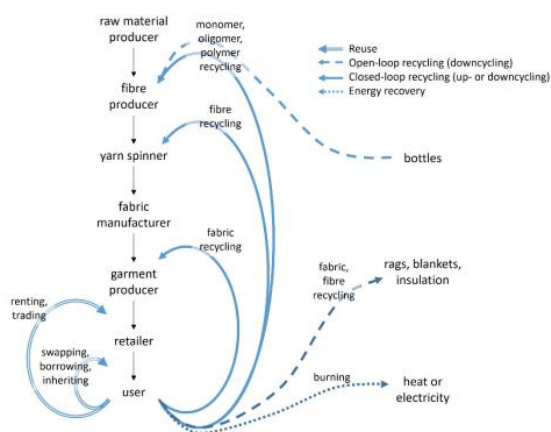 raw material
producer
monomer,
oligomer,
polymer
recycling
Reuse
Open-loop recycling (downcycling)
Closed-loop recycling (up- or downcycling)
Energy recovery
fibre
producer
fibre
recycling
yarn spinner
bottles
fabric
manufacturer
fabric
recycling
garment
producer
fabric,
fibre
recycling
rags, blankets,
insulation
renting,
trading
retailer
swapping,
borrowing,
inheriting
user
burning
heat or
electricity